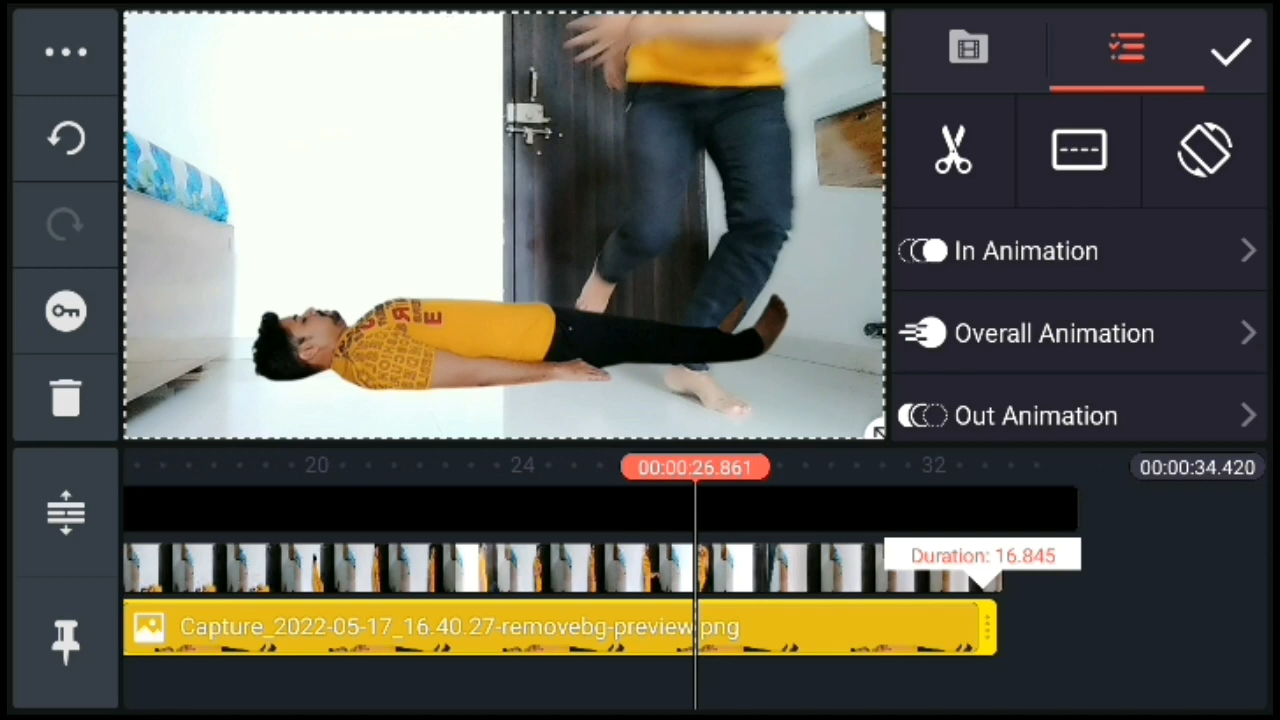 In Animation
Overall Animation
Out Animation
20
24
00:00:26.861
32
00:00:34.420
Duration: 16.845
Capture_2022-05-17_16.40.27-removebg-preview.png